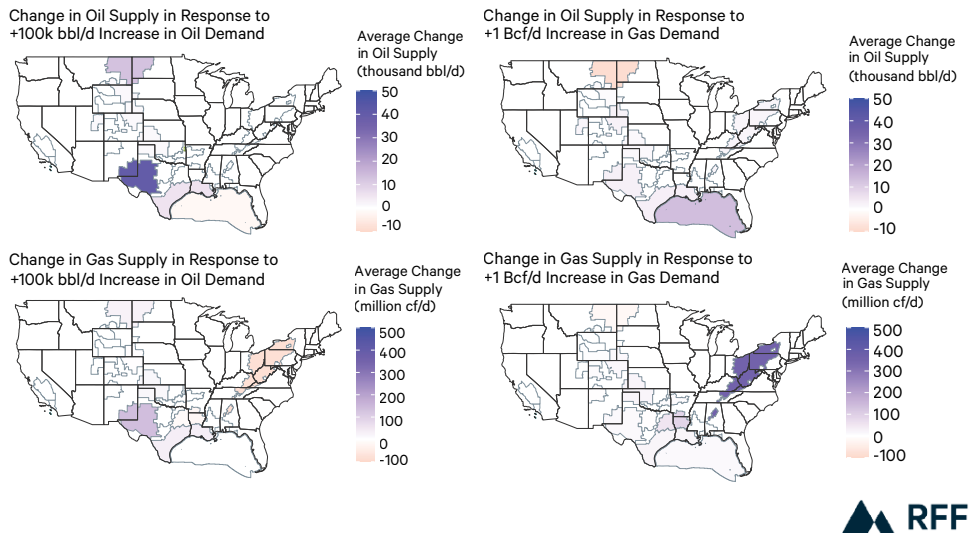 Change in Oil Supply in Response to
+100k bbl/d Increase in Oil Demand
Average Change
in Oil Supply
(thousand bbl/d)
50
40
30
20
10
0
-10
Change in Oil Supply in Response to
+1 Bcf/d Increase in Gas Demand
Average Change
in Oil Supply
(thousand bbl/d)
50
40
30
20
10
0
-10
Change in Gas Supply in Response to
+100k bbl/d Increase in Oil Demand
Average Change
in Gas Supply
(million cf/d)
500
400
300
200
100
0
-100
Change in Gas Supply in Response to
+1 Bcf/d Increase in Gas Demand
Average Change
in Gas Supply
(million cf/d)
500
400
300
200
100
0
-100
RFF